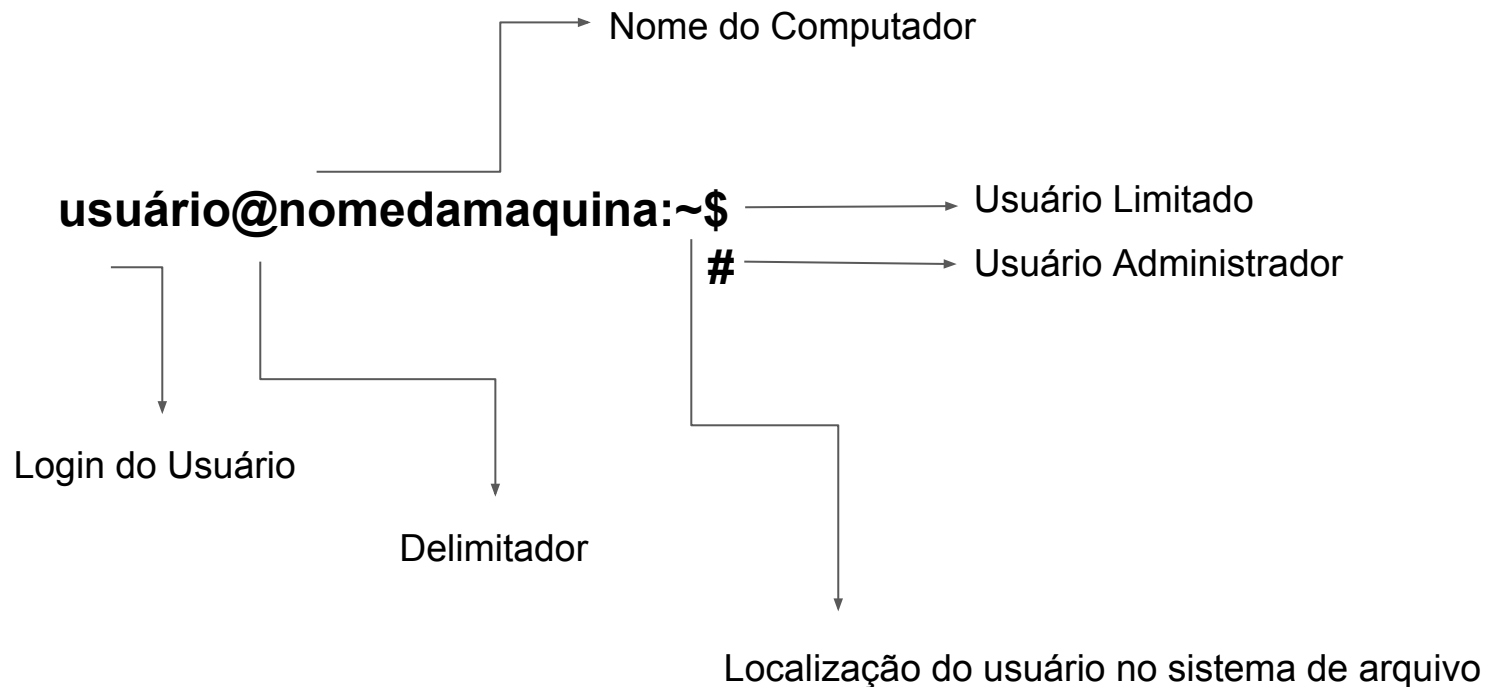 Nome do Computador
usuário@nomedamaquina:~$
Usuário Limitado
#
Usuário Administrador
Login do Usuário
Delimitador
Localização do usuário no sistema de arquivo